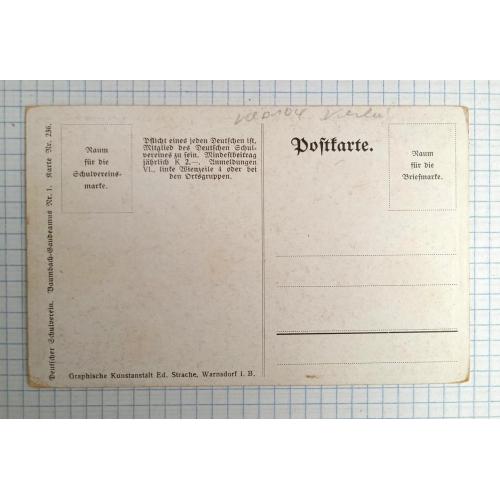 Postkarte.
Raum
für die
Schulvereins-
marke.
Pflicht eines jeden Deutschen ist,
Mitglied des Deutschen Schul-
vereines zu sein. Mindestbeitrag
jährlich K 2.—. Anmeldungen
VI., linke Wienzeile 4 oder bei
den Ortsgruppen.
Raum
für die
Briefmarke.
Deutscher Schulverein. Baumbach-Gaudeamus Nr. 1. Karte Nr. 236.
Graphische Kunstanstalt Ed. Strache, Warnsdorf i. B.